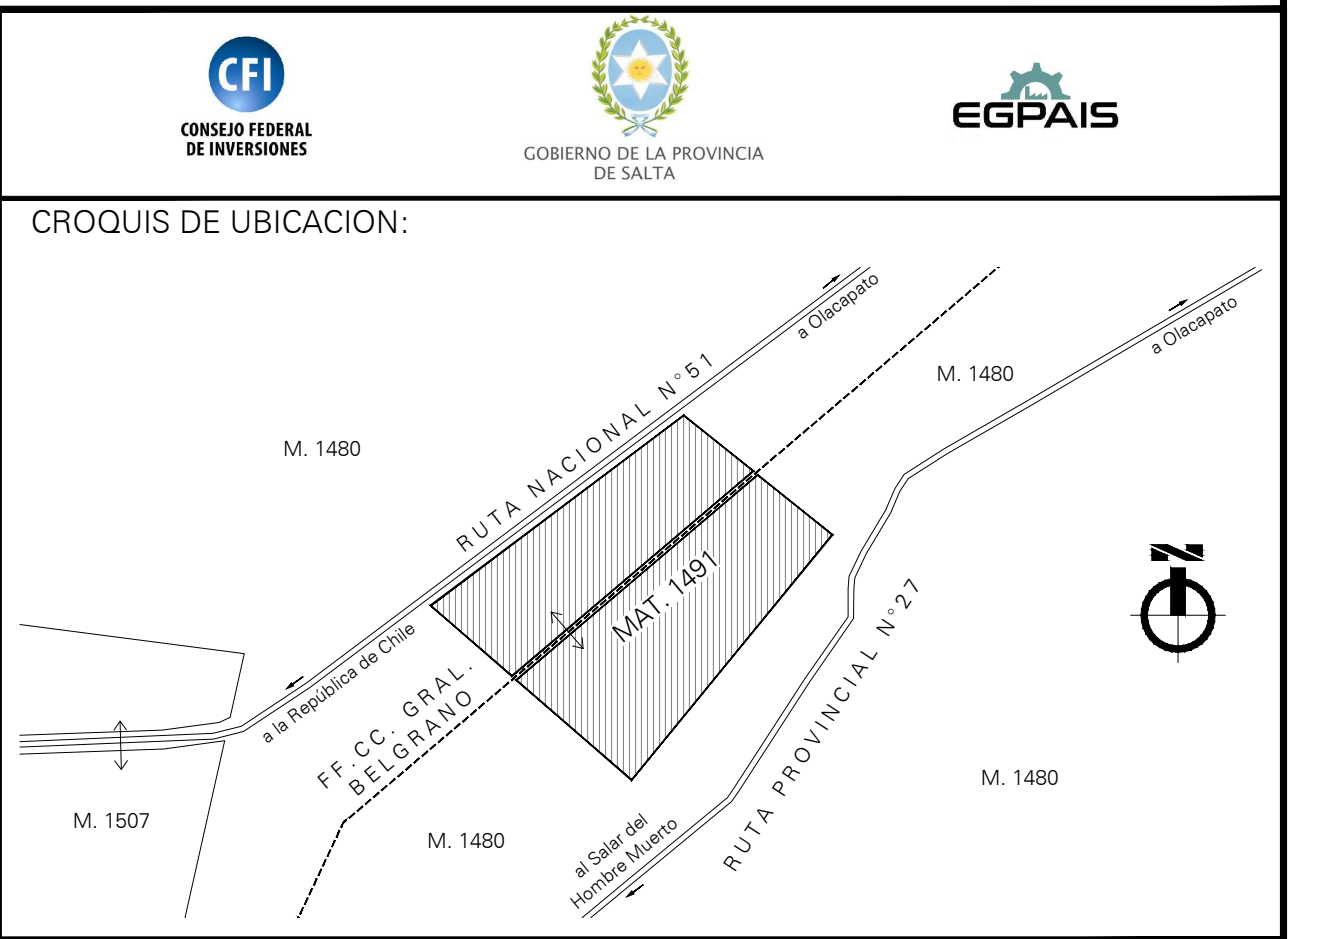 CFI
CONSEJO FEDERAL
DE INVERSIONES
GOBIERNO DE LA PROVINCIA
DE SALTA
EGPAIS
CROQUIS DE UBICACION:
a Olacapato
a Olacapato
RUTA NACIONAL N°51
M. 1480
M. 1480
MAT. 1491
N
a la República de Chile
FF.CC. GRAL.
BELGRANO
RUTA PROVINCIAL N°27
M. 1507
M. 1480
M. 1480
al Salar del
Hombre Muerto